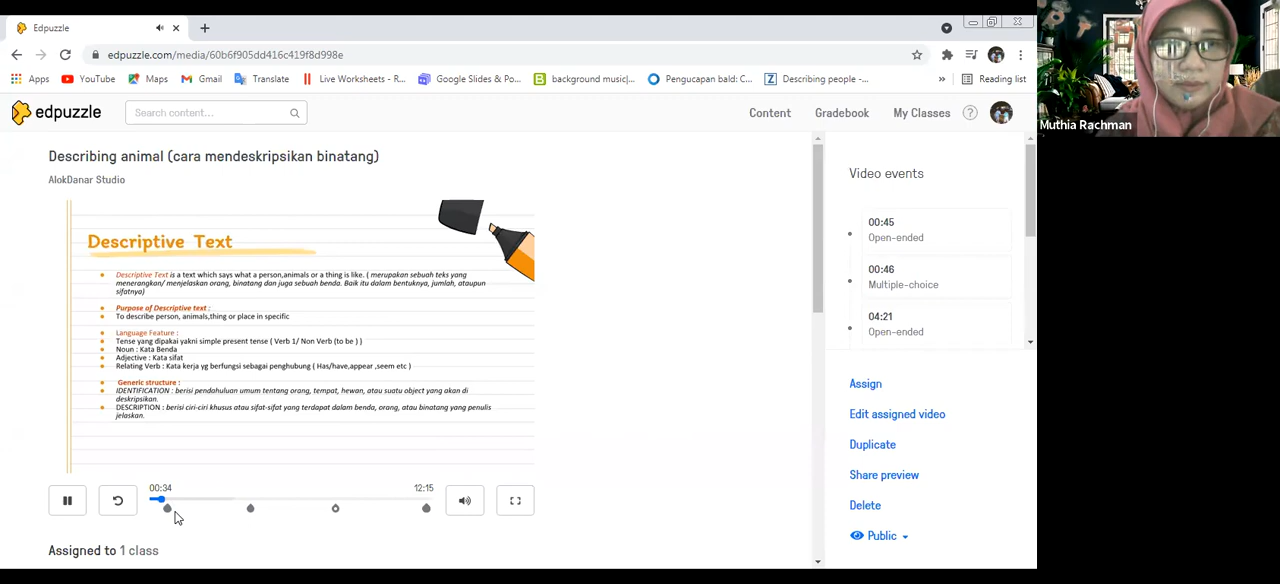 Edpuzzle
edpuzzle.com/media/60b6f905dd416c419f8d998e
Apps YouTube Maps Gmail Translate Live Worksheets - R... Google Slides & Po... background music|... Pengucapan bald: C... Describing people -... » Reading list
edpuzzle Search content... Content Gradebook My Classes ?
Describing animal (cara mendeskripsikan binatang)
AlokDanar Studio
Descriptive Text
Descriptive Text is a text which says what a person,animals or a thing is like. ( merupakan sebuah teks yang
menerangkan/ menjelaskan orang, binatang dan juga sebuah benda. Baik itu dalam bentuknya, jumlah, ataupun
sifatnya)
Purpose of Descriptive text :
To describe person, animals,thing or place in specific
Language Feature :
Tense yang dipakai yakni simple present tense ( Verb 1/ Non Verb (to be ) )
Noun : Kata Benda
Adjective : Kata sifat
Relating Verb : Kata kerja yg berfungsi sebagai penghubung ( Has/have,appear ,seem etc )
Generic structure :
IDENTIFICATION : berisi pendahuluan umum tentang orang, tempat, hewan, atau suatu object yang akan di
deskripsikan.
DESCRIPTION : berisi ciri-ciri khusus atau sifat-sifat yang terdapat dalam benda, orang, atau binatang yang penulis
jelaskan.
00:34 12:15
Assigned to 1 class
Video events
00:45
Open-ended
00:46
Multiple-choice
04:21
Open-ended
Assign
Edit assigned video
Duplicate
Share preview
Delete
Public
Muthia Rachman